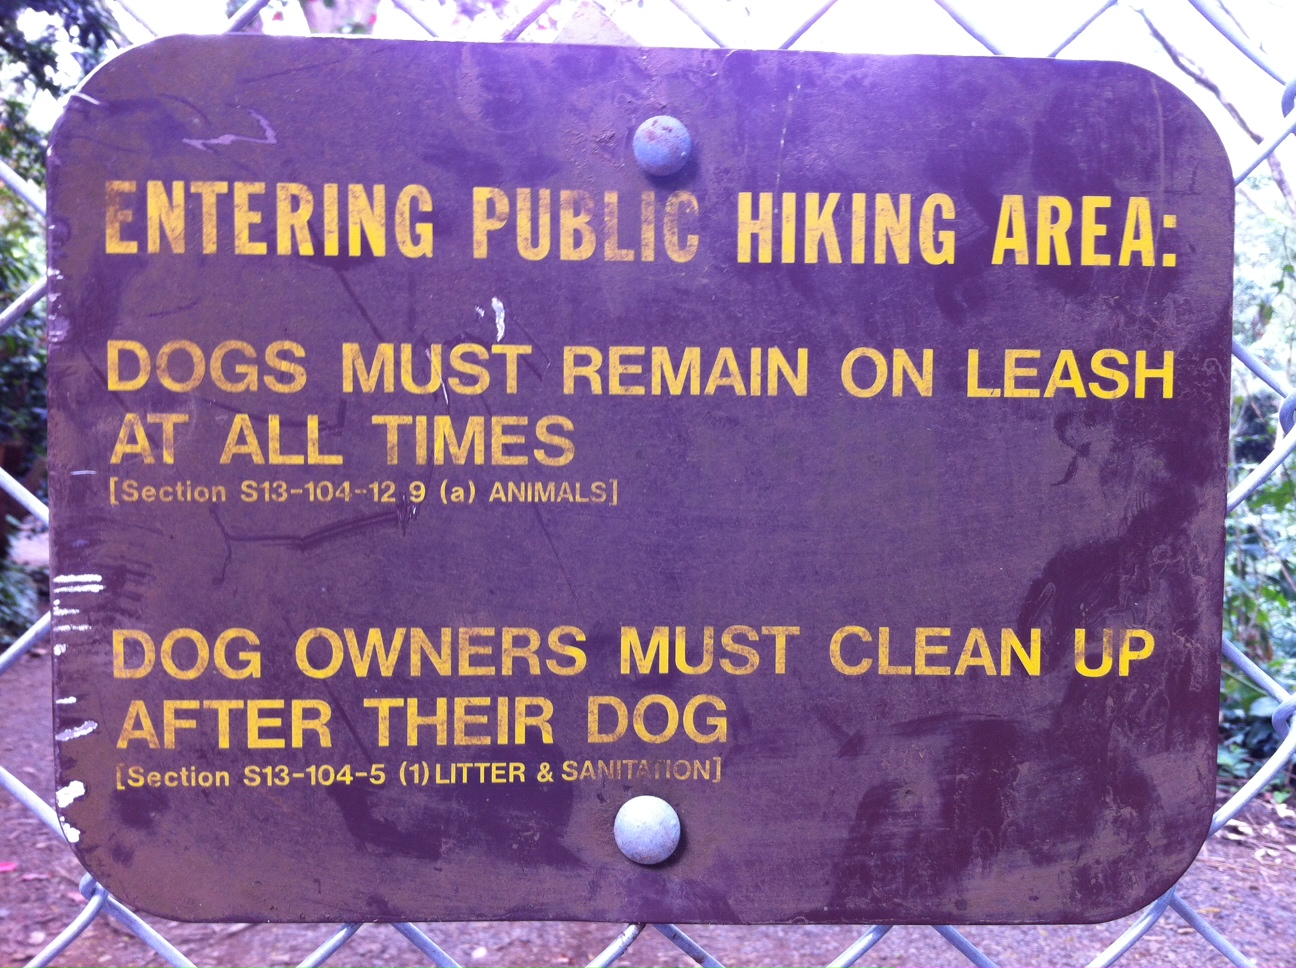 ENTERING PUBLIC HIKING AREA:
DOGS MUST REMAIN ON LEASH
AT ALL TIMES
[Section S13-104-12 9 (a) ANIMALS]
DOG OWNERS MUST CLEAN UP
AFTER THEIR DOG
[Section S13-104-5 (1) LITTER & SANITATION]